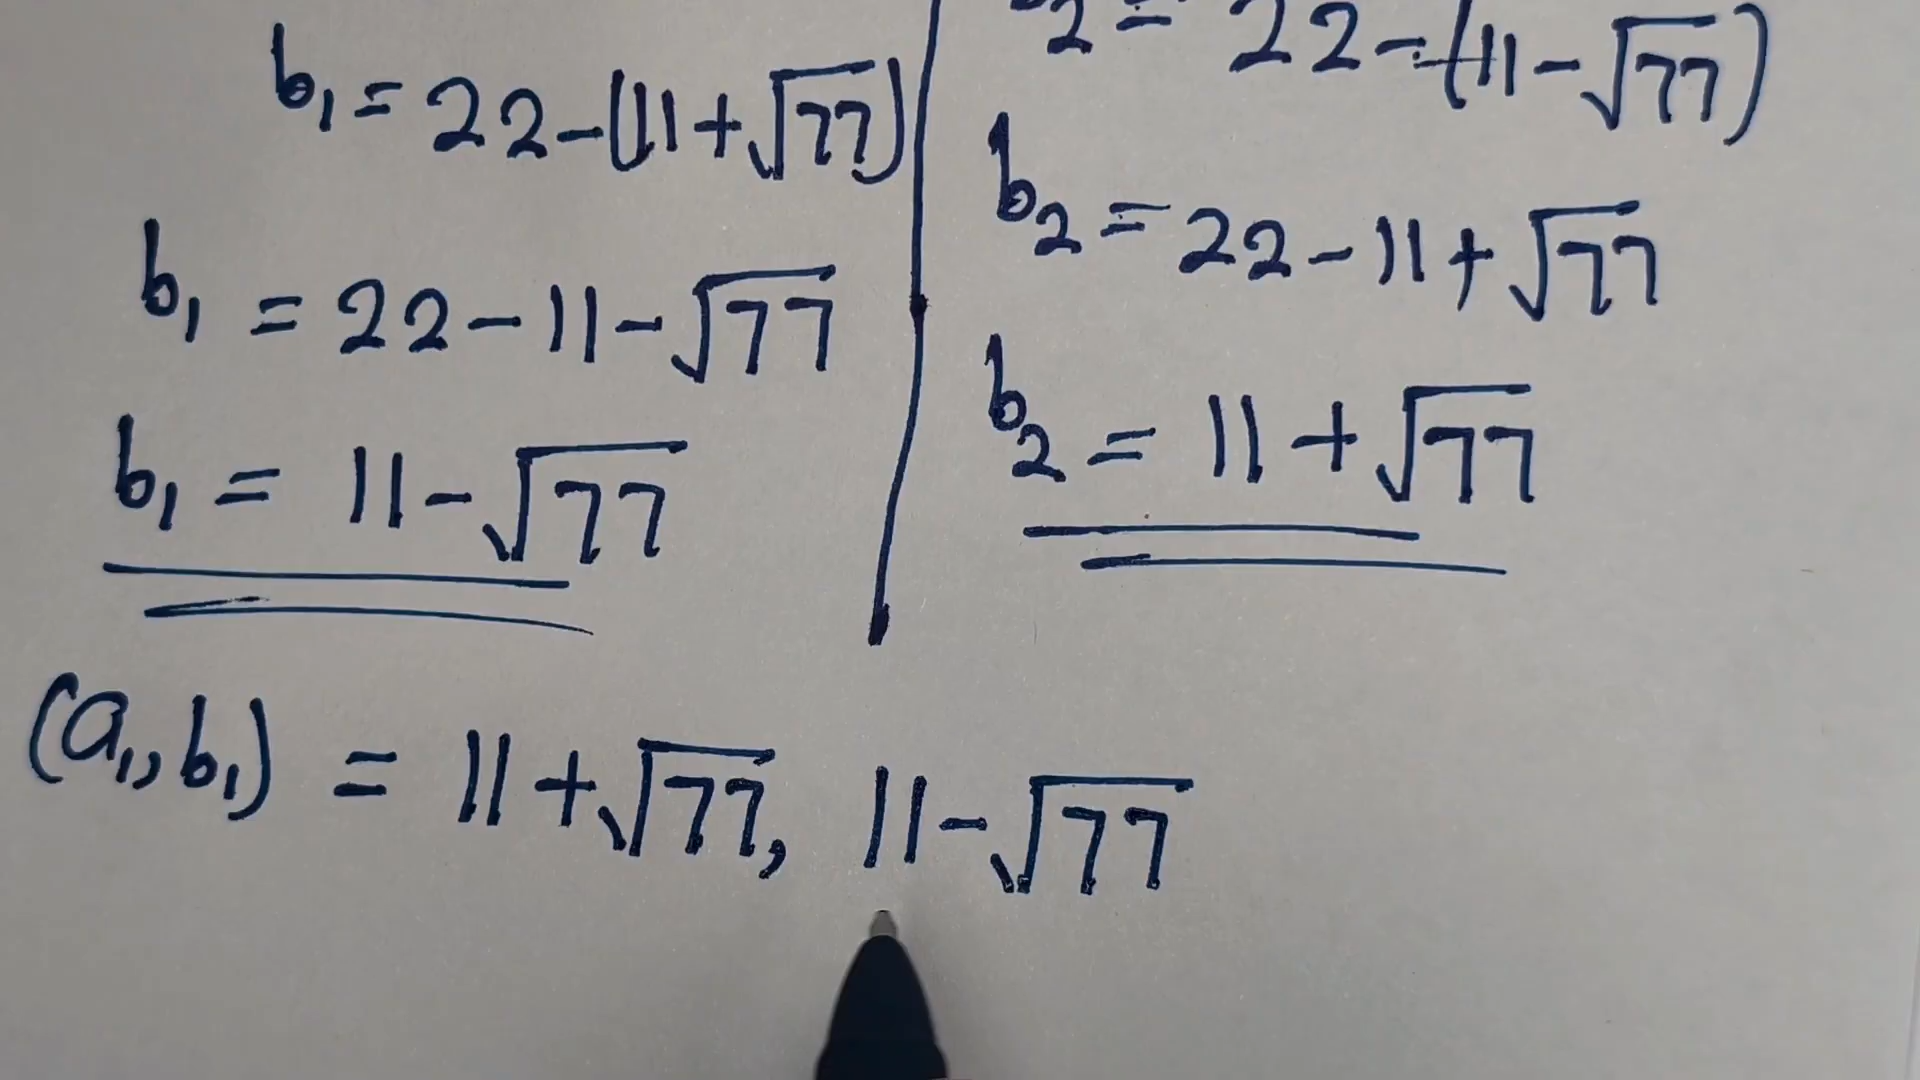 b₁ = 22-(11+√77)
b₁ = 22-11-√77
b₁ = 11-√77
2 = 22-(11-√77)
b₂ = 22-11+√77
b₂ = 11+√77
(a₁,b₁) = 11+√77, 11-√77